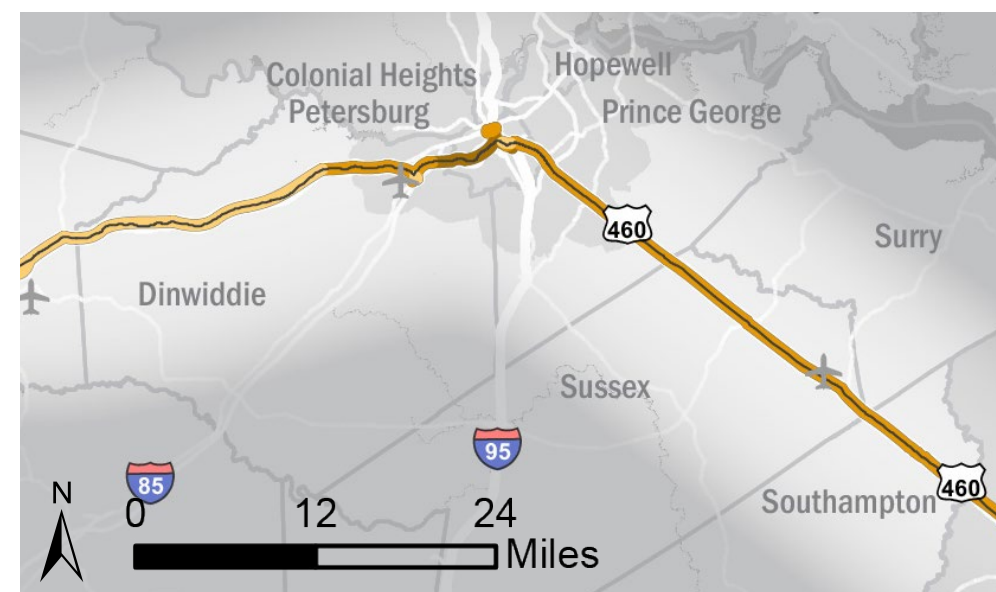 Hopewell
Colonial Heights
Petersburg
Prince George
460
Surry
Dinwiddie
Sussex
95
85
460
Southampton
N
0 12 24
Miles